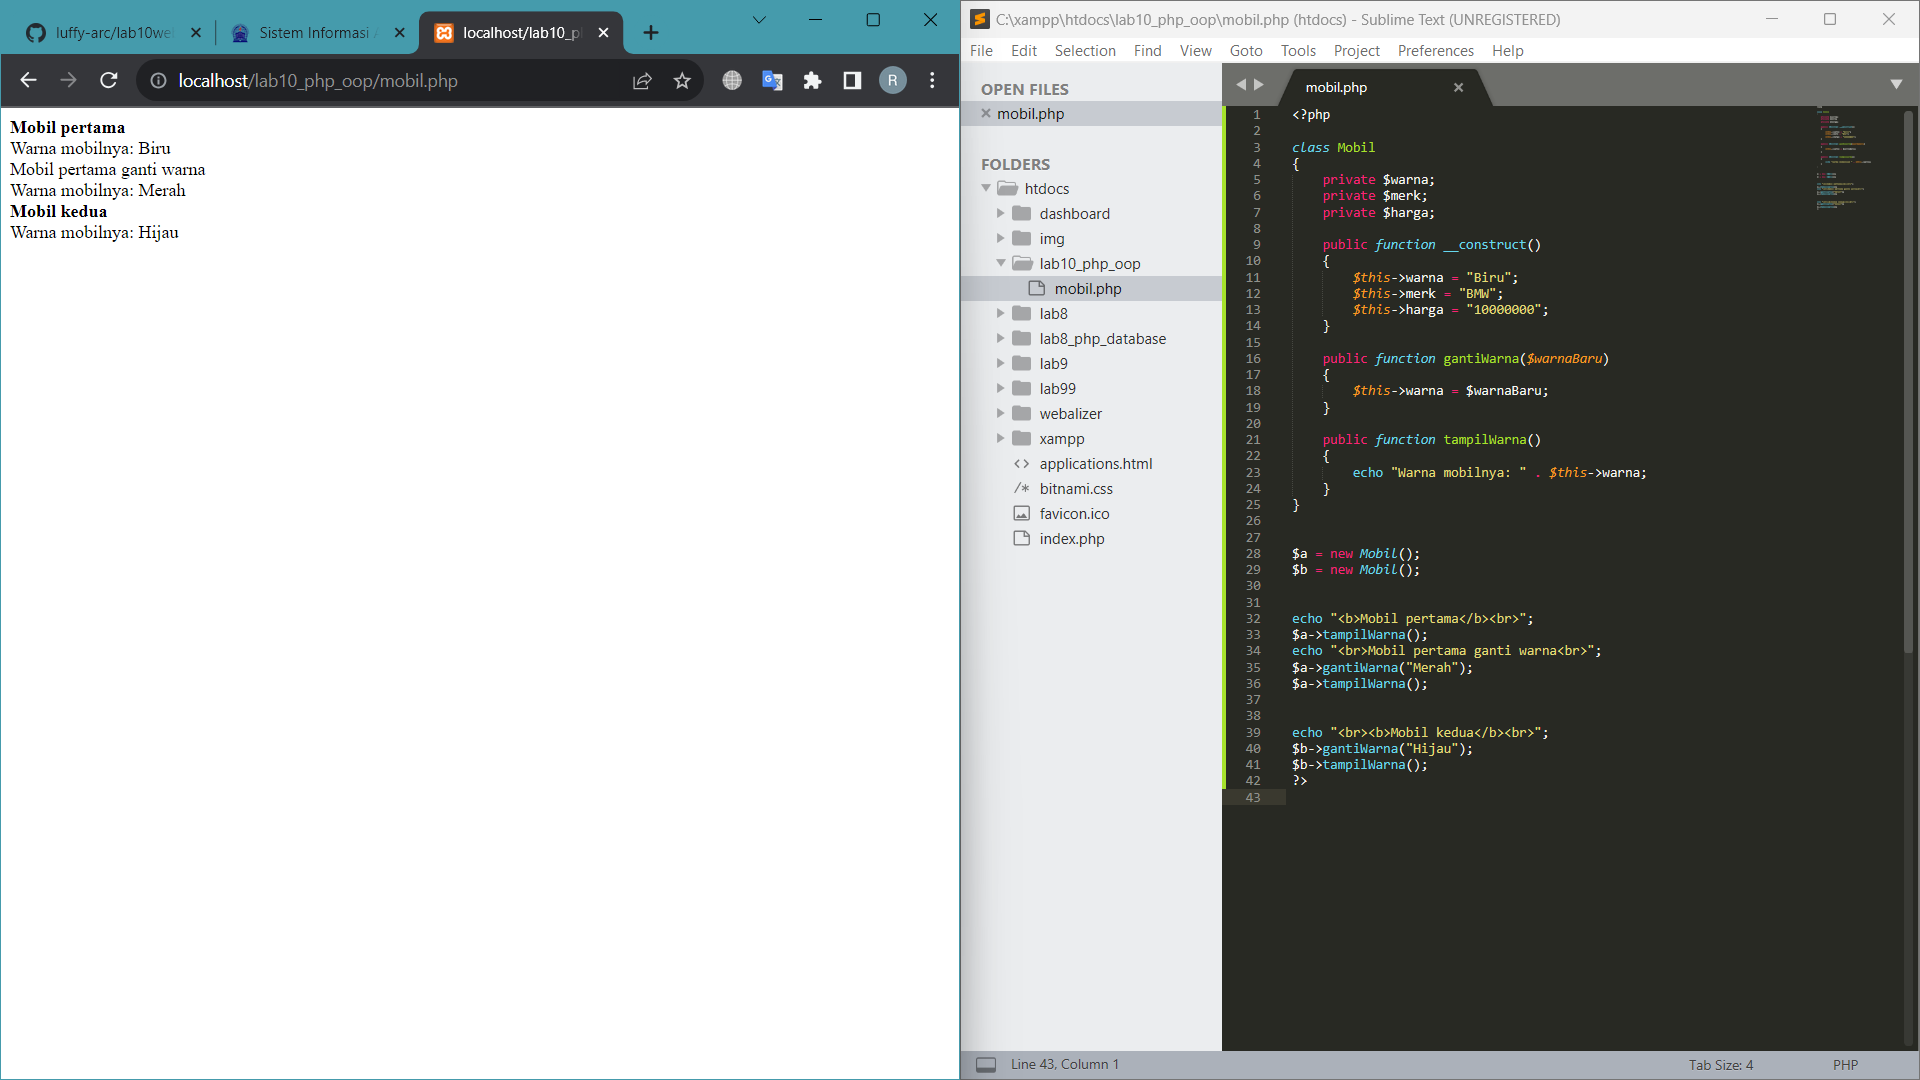 luffy-arc/lab10we
Sistem Informasi
localhost/lab10_p
localhost/lab10_php_oop/mobil.php
R
Mobil pertama
Warna mobilnya: Biru
Mobil pertama ganti warna
Warna mobilnya: Merah
Mobil kedua
Warna mobilnya: Hijau
C:\xampp\htdocs\lab10_php_oop\mobil.php (htdocs) - Sublime Text (UNREGISTERED)
File Edit Selection Find View Goto Tools Project Preferences Help
OPEN FILES
mobil.php
FOLDERS
htdocs
dashboard
img
lab10_php_oop
mobil.php
lab8
lab8_php_database
lab9
lab99
webalizer
xampp
applications.html
bitnami.css
favicon.ico
index.php
mobil.php
1 <?php
2
3 class Mobil
4 {
5 private $warna;
6 private $merk;
7 private $harga;
8
9 public function __construct()
10 {
11 $this->warna = "Biru";
12 $this->merk = "BMW";
13 $this->harga = "10000000";
14 }
15
16 public function gantiWarna($warnaBaru)
17 {
18 $this->warna = $warnaBaru;
19 }
20
21 public function tampilWarna()
22 {
23 echo "Warna mobilnya: " . $this->warna;
24 }
25 }
26
27
28 $a = new Mobil();
29 $b = new Mobil();
30
31
32 echo "<b>Mobil pertama</b><br>";
33 $a->tampilWarna();
34 echo "<br>Mobil pertama ganti warna<br>";
35 $a->gantiWarna("Merah");
36 $a->tampilWarna();
37
38
39 echo "<br><b>Mobil kedua</b><br>";
40 $b->gantiWarna("Hijau");
41 $b->tampilWarna();
42 ?>
43
Line 43, Column 1
Tab Size: 4
PHP